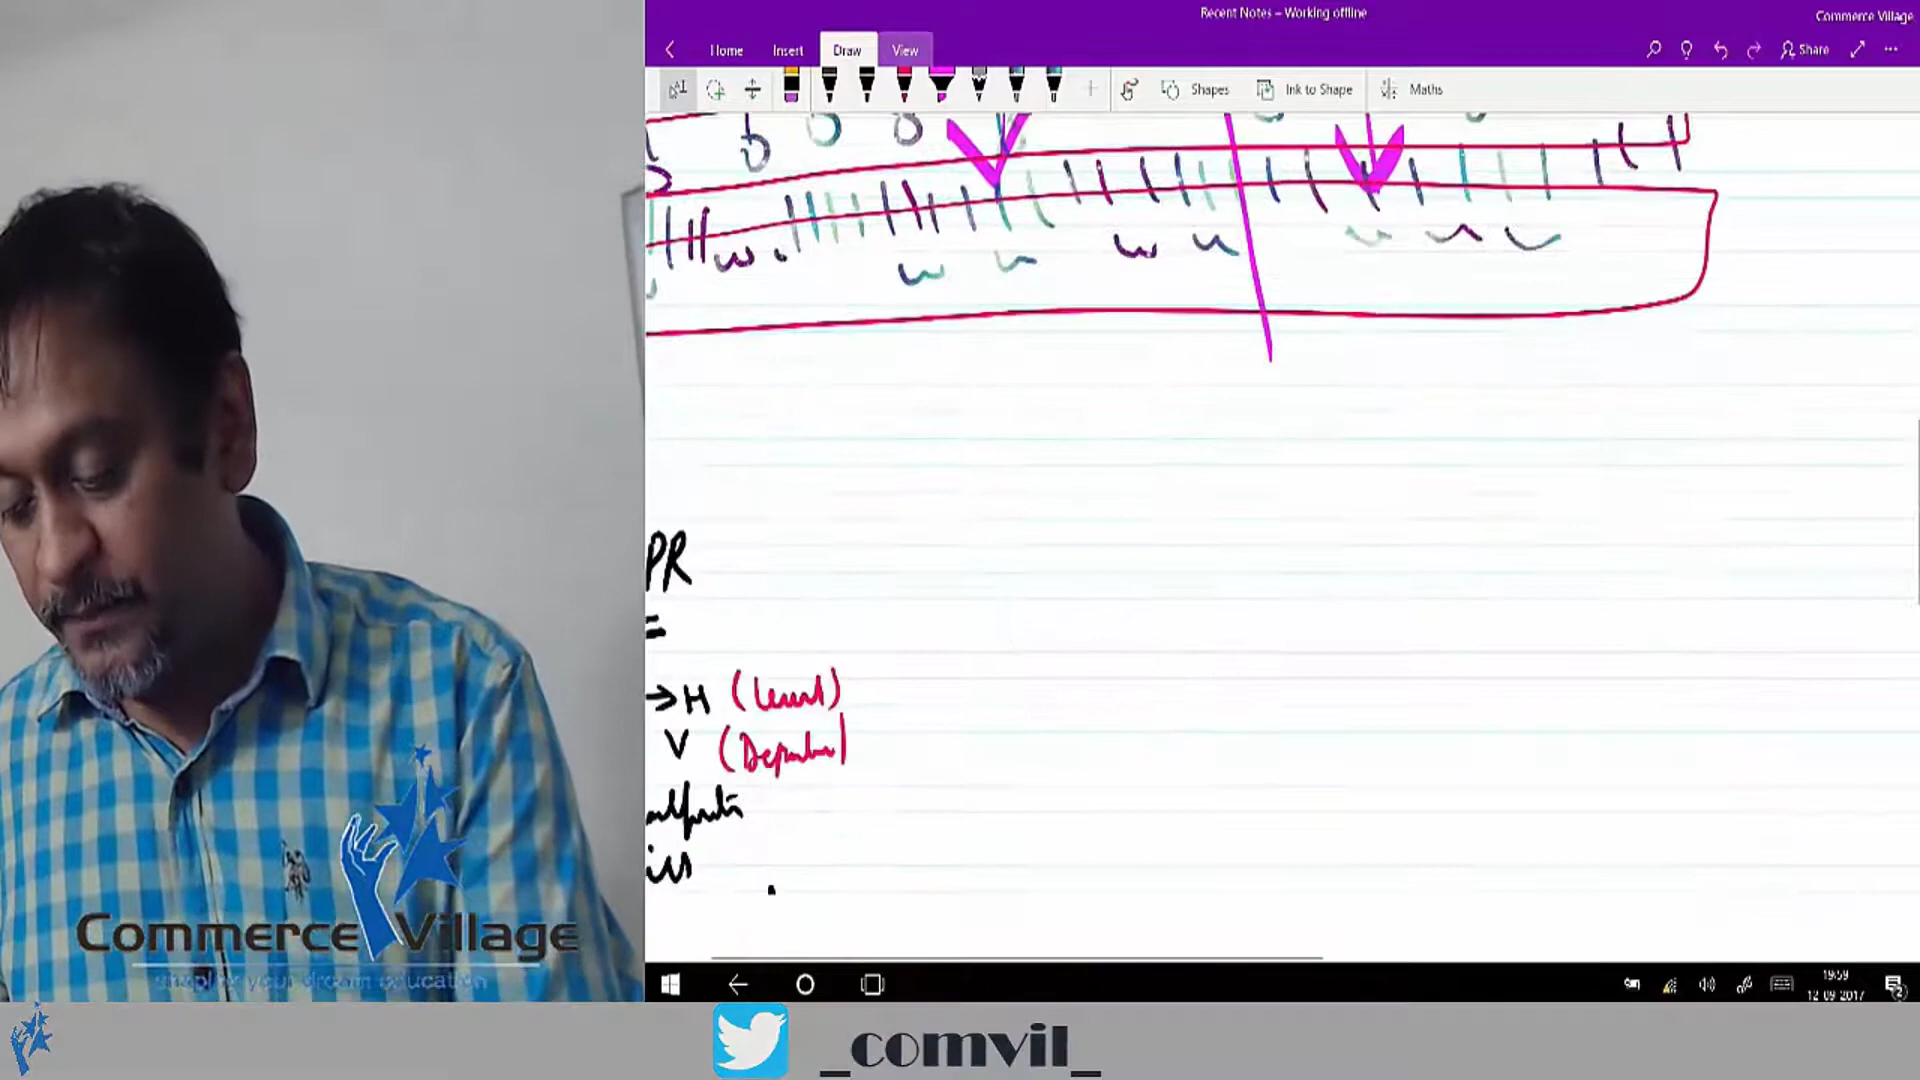 Recent Notes – Working offline
Commerce Village
Home Insert Draw View
Share
Shapes Ink to Shape Maths
PR
=
→ H (Level)
V
Commerce Village
19:59
12-09-2017
_comvil_